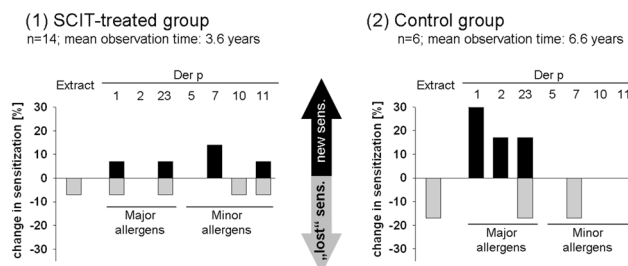 (1) SCIT-treated group
n=14; mean observation time: 3.6 years
Extract
Der p
1 2 23 5 7 10 11
change in sensitization [%]
30
20
10
0
-10
-20
-30
Major
allergens
Minor
allergens
new sens.
„lost“ sens.
(2) Control group
n=6; mean observation time: 6.6 years
Extract
Der p
1 2 23 5 7 10 11
change in sensitization [%]
30
20
10
0
-10
-20
-30
Major
allergens
Minor
allergens